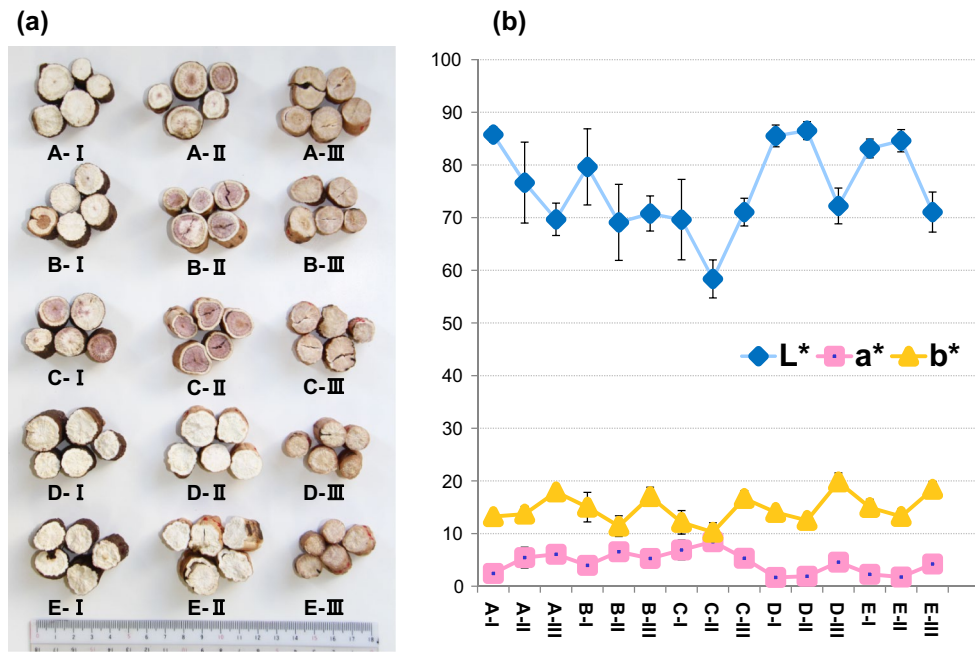 (a)
A-Ⅰ A-Ⅱ A-Ⅲ
B-Ⅰ B-Ⅱ B-Ⅲ
C-Ⅰ C-Ⅱ C-Ⅲ
D-Ⅰ D-Ⅱ D-Ⅲ
E-Ⅰ E-Ⅱ E-Ⅲ
(b)
100
90
80
70
60
50
40
30
20
10
0
L* a* b*
A-I A-II A-III B-I B-II B-III C-I C-II C-III D-I D-II D-III E-I E-II E-III